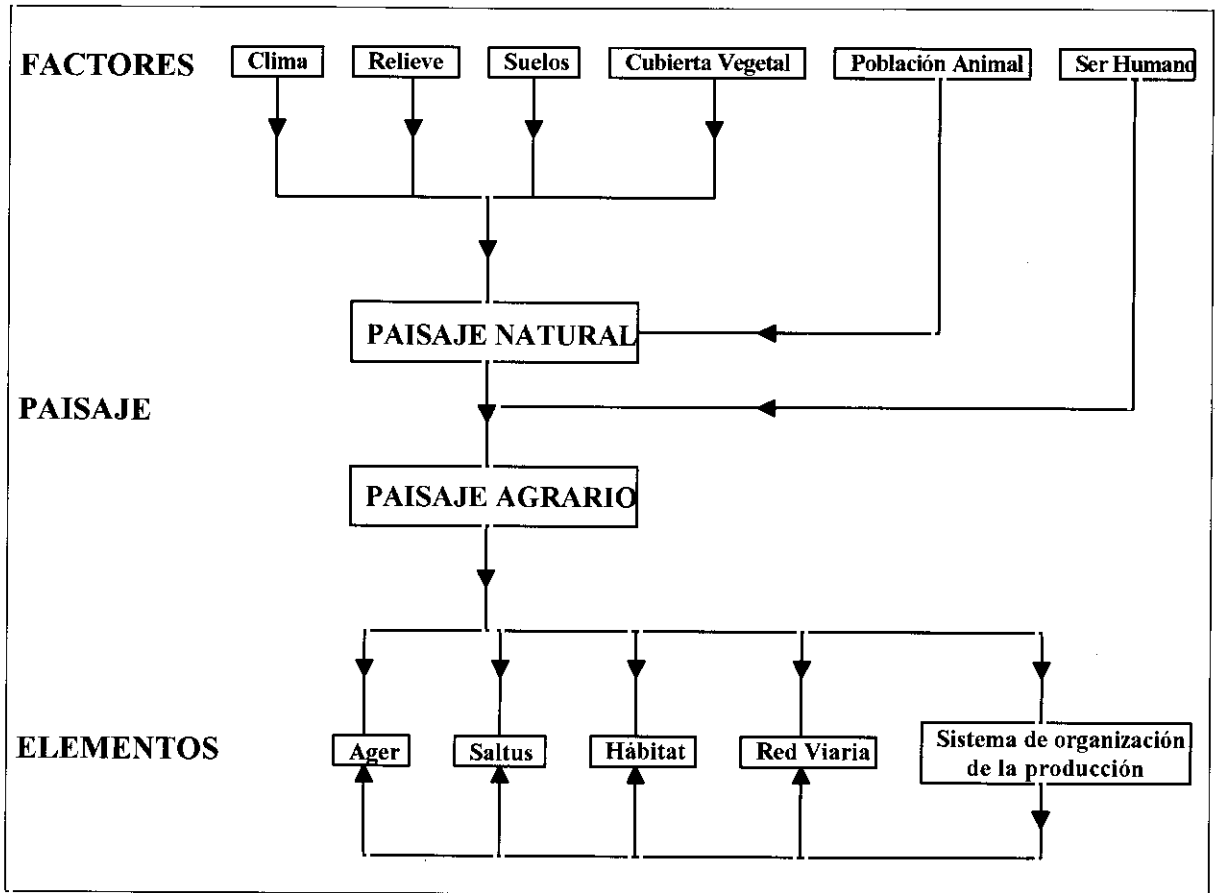 FACTORES
Clima
Relieve
Suelos
Cubierta Vegetal
Población Animal
Ser Humano
PAISAJE NATURAL
PAISAJE
PAISAJE AGRARIO
ELEMENTOS
Ager
Saltus
Hábitat
Red Viaria
Sistema de organización
de la producción